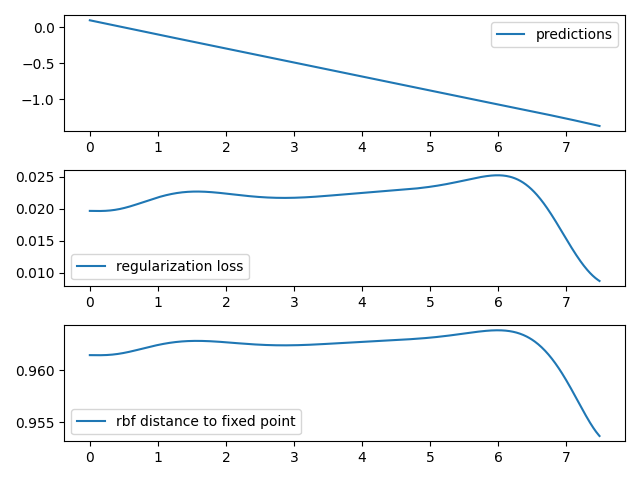 0.0
−0.5
−1.0
predictions
0 1 2 3 4 5 6 7
0.025
0.020
0.015
0.010
regularization loss
0 1 2 3 4 5 6 7
0.960
0.955
rbf distance to fixed point
0 1 2 3 4 5 6 7